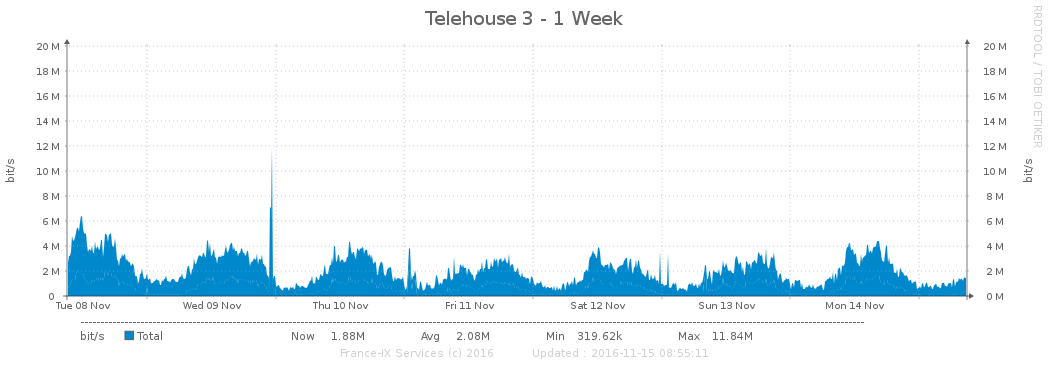 Telehouse 3 - 1 Week
RRDTOOL / TOBI OETIKER
bit/s
bit/s
20 M 20 M
18 M 18 M
16 M 16 M
14 M 14 M
12 M 12 M
10 M 10 M
8 M 8 M
6 M 6 M
4 M 4 M
2 M 2 M
0 0 M
Tue 08 Nov Wed 09 Nov Thu 10 Nov Fri 11 Nov Sat 12 Nov Sun 13 Nov Mon 14 Nov
bit/s Total Now 1.88M Avg 2.08M Min 319.62k Max 11.84M
France-IX Services (c) 2016 Updated : 2016-11-15 08:55:11